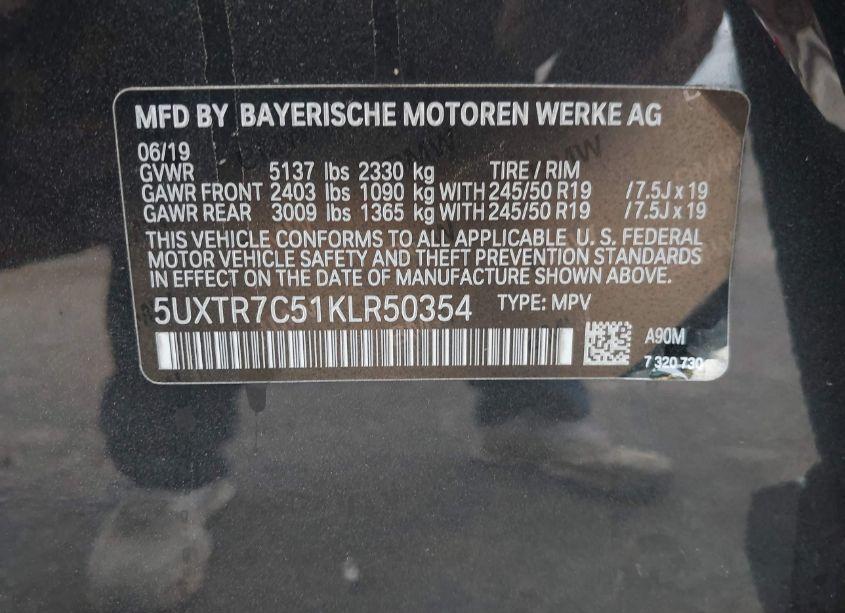 MFD BY BAYERISCHE MOTOREN WERKE AG
06/19
GVWR 5137 lbs 2330 kg TIRE / RIM
GAWR FRONT 2403 lbs 1090 kg WITH 245/50 R19 /7.5J x 19
GAWR REAR 3009 lbs 1365 kg WITH 245/50 R19 /7.5J x 19
THIS VEHICLE CONFORMS TO ALL APPLICABLE U. S. FEDERAL
MOTOR VEHICLE SAFETY AND THEFT PREVENTION STANDARDS
IN EFFECT ON THE DATE OF MANUFACTURE SHOWN ABOVE.
5UXTR7C51KLR50354 TYPE: MPV
A90M
7 320 730